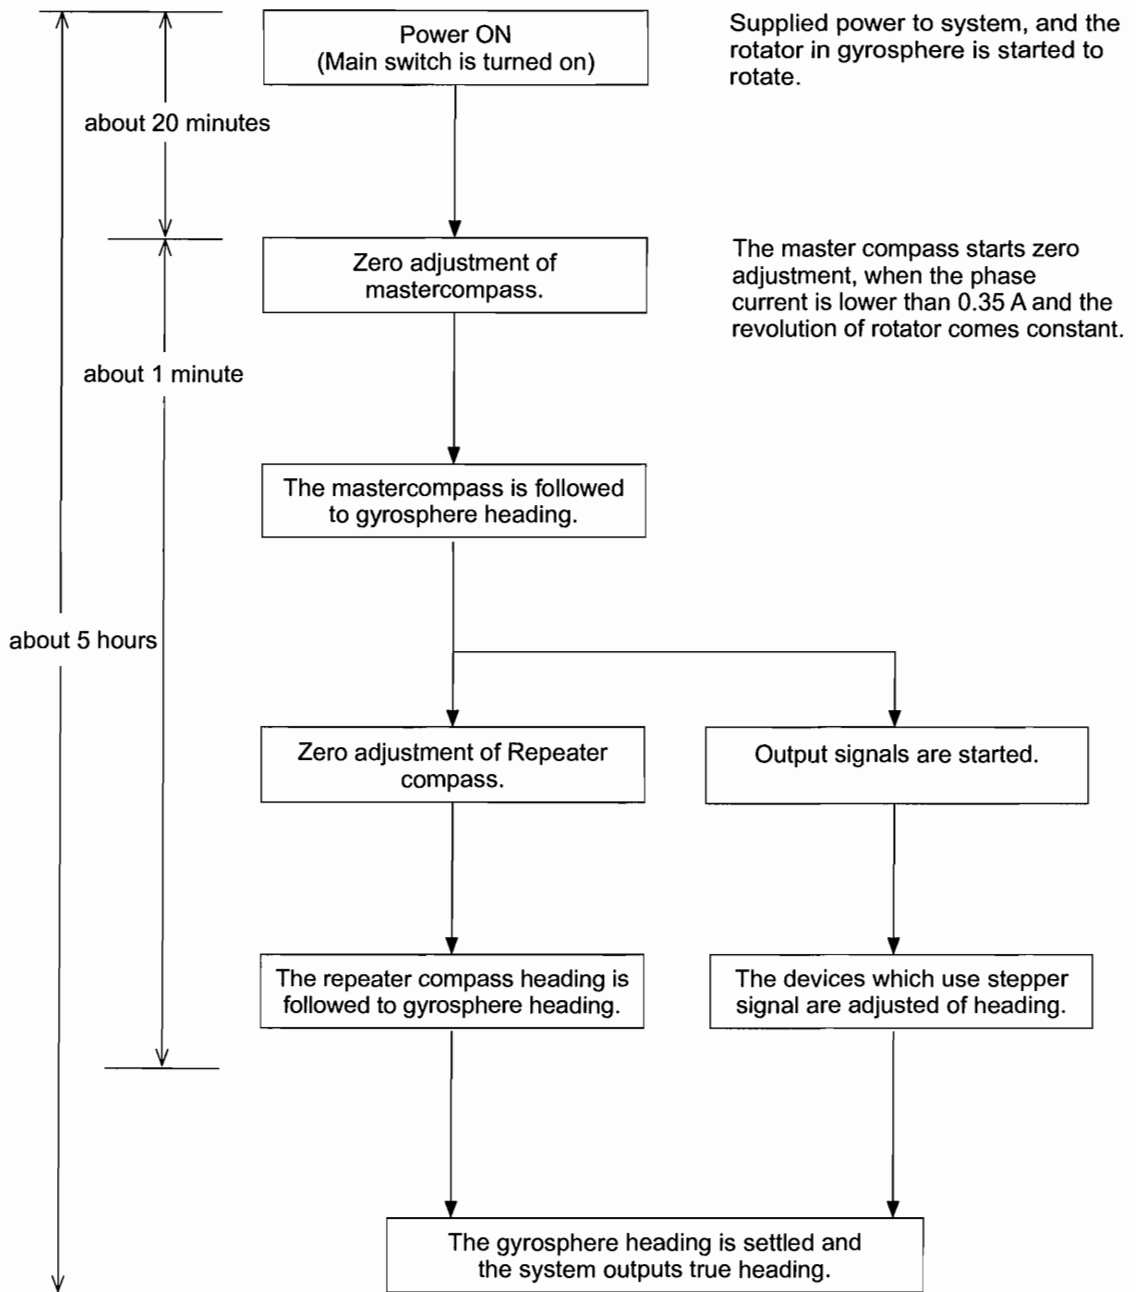 Power ON
(Main switch is turned on)
Supplied power to system, and the
rotator in gyrosphere is started to
rotate.
about 20 minutes
Zero adjustment of
mastercompass.
The master compass starts zero
adjustment, when the phase
current is lower than 0.35 A and the
revolution of rotator comes constant.
about 1 minute
The mastercompass is followed
to gyrosphere heading.
about 5 hours
Zero adjustment of Repeater
compass.
Output signals are started.
The repeater compass heading is
followed to gyrosphere heading.
The devices which use stepper
signal are adjusted of heading.
The gyrosphere heading is settled and
the system outputs true heading.